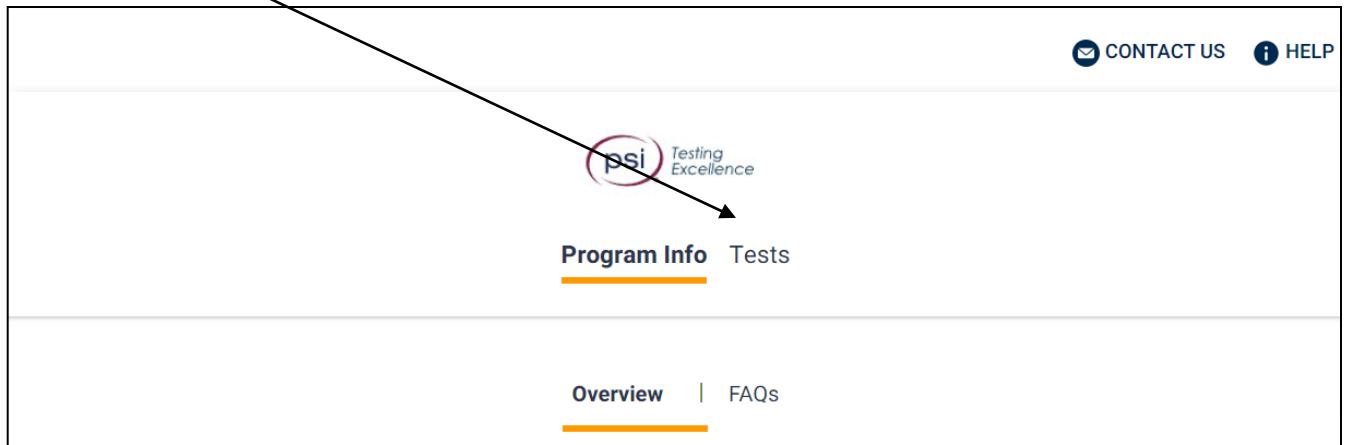 CONTACT US HELP
psi Testing
Excellence
Program Info Tests
Overview | FAQs